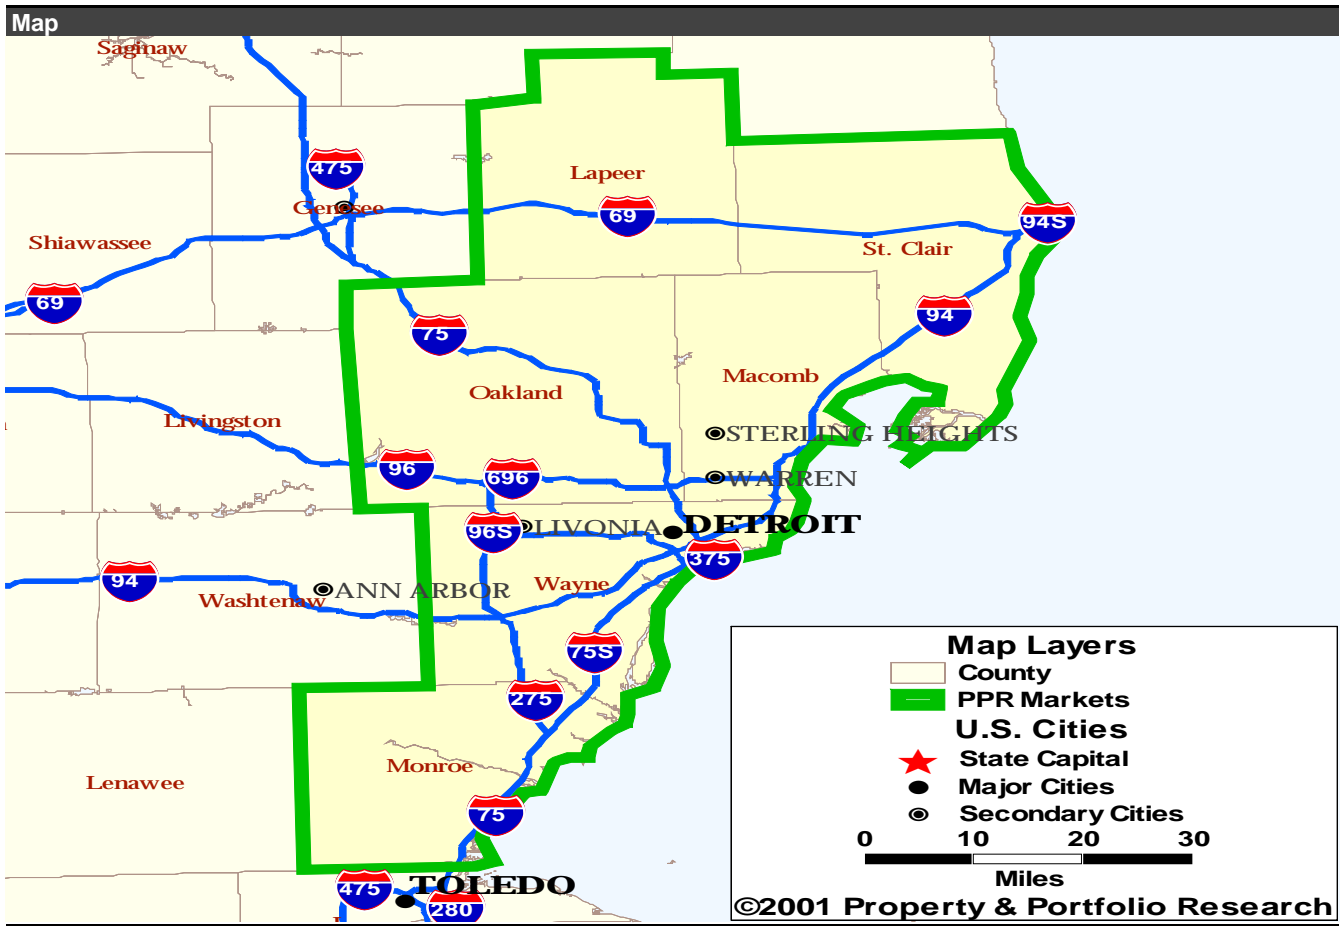 Map
Saginaw
475
Lapeer
Genesee
69
94S
Shiawassee
St. Clair
69
94
75
Macomb
Oakland
Livingston
STERLING HEIGHTS
96
696
WARREN
96S
LIVONIA
DETROIT
375
94
Wayne
ANN ARBOR
Washtenaw
75S
275
Monroe
Lenawee
75
475
TOLEDO
280
Map Layers
County
PPR Markets
U.S. Cities
State Capital
Major Cities
Secondary Cities
0 10 20 30
Miles
©2001 Property & Portfolio Research